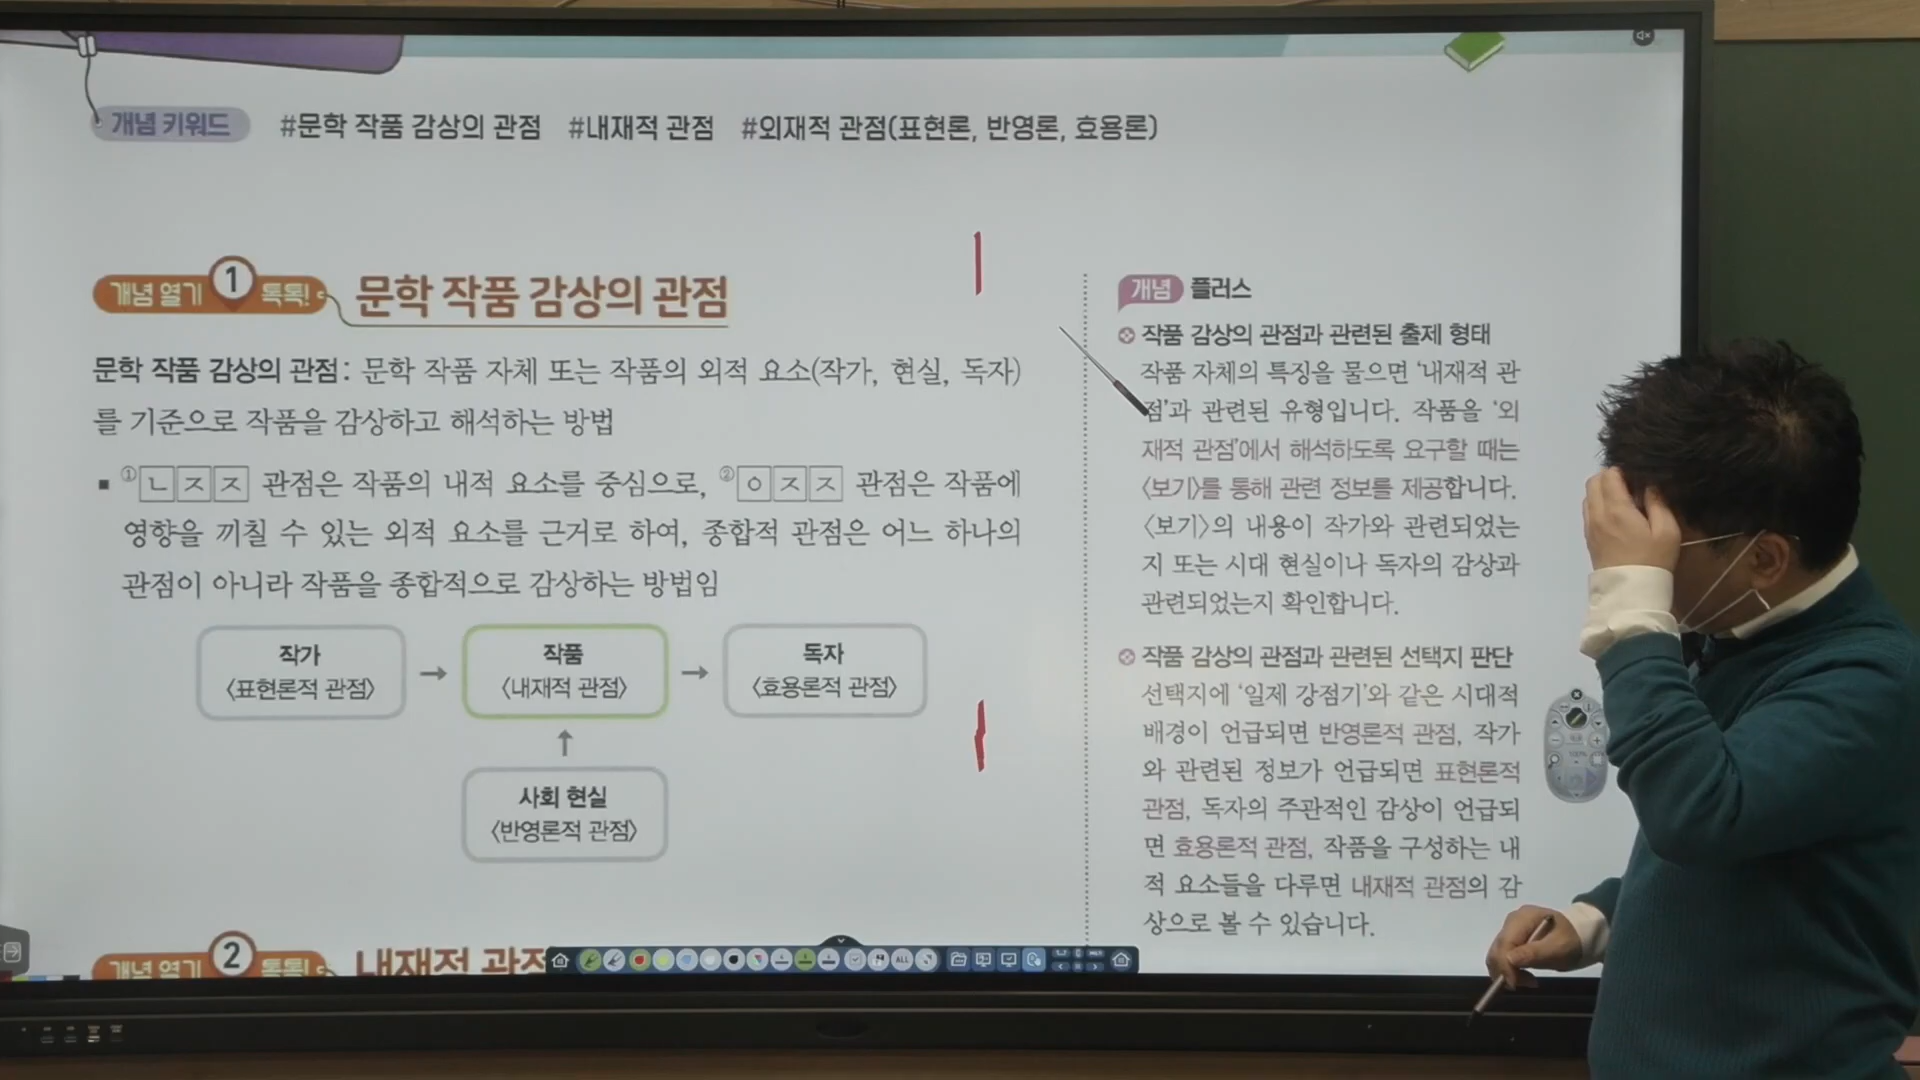 개념 키워드 #문학 작품 감상의 관점 #내재적 관점 #외재적 관점(표현론, 반영론, 효용론)
개념 열기 1 톡톡! 문학 작품 감상의 관점
문학 작품 감상의 관점: 문학 작품 자체 또는 작품의 외적 요소(작가, 현실, 독자)
를 기준으로 작품을 감상하고 해석하는 방법
■ ①ㄴㅈㅈ 관점은 작품의 내적 요소를 중심으로, ②ㅇㅈㅈ 관점은 작품에
영향을 끼칠 수 있는 외적 요소를 근거로 하여, 종합적 관점은 어느 하나의
관점이 아니라 작품을 종합적으로 감상하는 방법임
작가
〈표현론적 관점〉
→
작품
〈내재적 관점〉
→
독자
〈효용론적 관점〉
↑
사회 현실
〈반영론적 관점〉
개념 플러스
작품 감상의 관점과 관련된 출제 형태
작품 자체의 특징을 물으면 ‘내재적 관
점’과 관련된 유형입니다. 작품을 ‘외
재적 관점’에서 해석하도록 요구할 때는
〈보기〉를 통해 관련 정보를 제공합니다.
〈보기〉의 내용이 작가와 관련되었는
지 또는 시대 현실이나 독자의 감상과
관련되었는지 확인합니다.
작품 감상의 관점과 관련된 선택지 판단
선택지에 ‘일제 강점기’와 같은 시대적
배경이 언급되면 반영론적 관점, 작가
와 관련된 정보가 언급되면 표현론적
관점, 독자의 주관적인 감상이 언급되
면 효용론적 관점, 작품을 구성하는 내
적 요소들을 다루면 내재적 관점의 감
상으로 볼 수 있습니다.
개념 열기 2 톡톡! 내재적 관점
ALL
100%